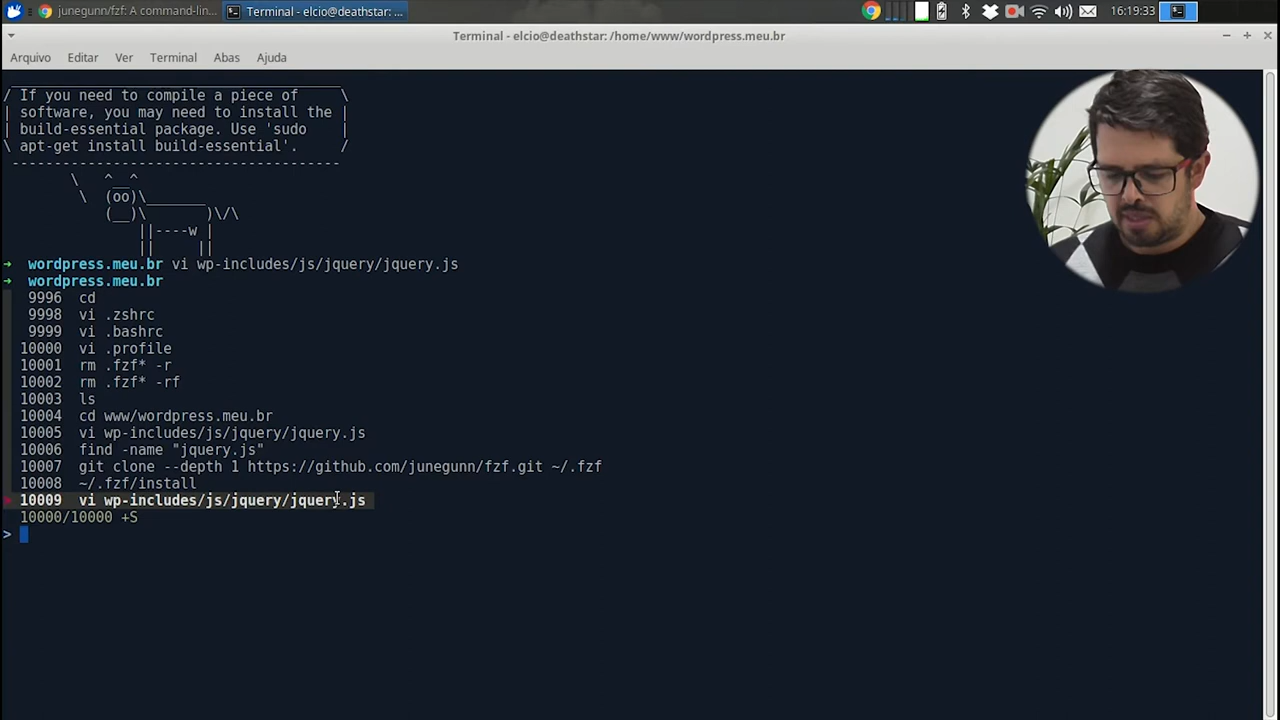 junegunn/fzf: A command-lin...
Terminal - elcio@deathstar: ...
16:19:33
Terminal - elcio@deathstar: /home/www/wordpress.meu.br
Arquivo Editar Ver Terminal Abas Ajuda
/ If you need to compile a piece of \
| software, you may need to install the |
| build-essential package. Use 'sudo |
\ apt-get install build-essential'. /
---------------------------------------
\ ^__^
\ (oo)\_______
(__)\ )\/\
||----w |
|| ||
→ wordpress.meu.br vi wp-includes/js/jquery/jquery.js
→ wordpress.meu.br
9996 cd
9998 vi .zshrc
9999 vi .bashrc
10000 vi .profile
10001 rm .fzf* -r
10002 rm .fzf* -rf
10003 ls
10004 cd www/wordpress.meu.br
10005 vi wp-includes/js/jquery/jquery.js
10006 find -name "jquery.js"
10007 git clone --depth 1 https://github.com/junegunn/fzf.git ~/.fzf
10008 ~/.fzf/install
10009 vi wp-includes/js/jquery/jquery.js
10000/10000 +S
>